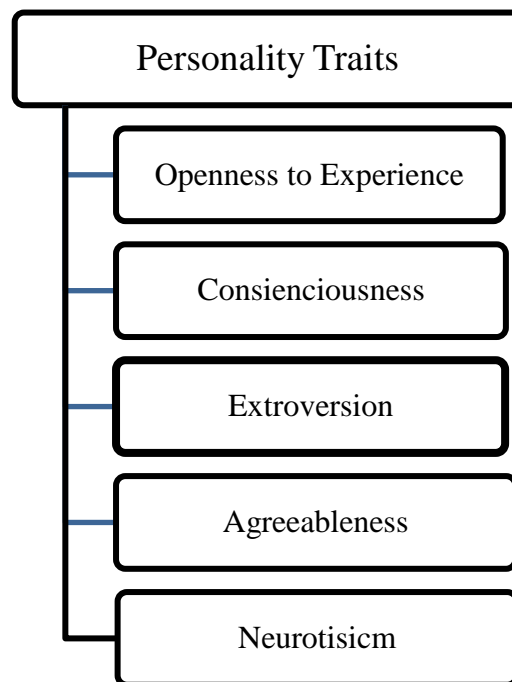 Personality Traits
Openness to Experience
Consienciousness
Extroversion
Agreeableness
Neurotisicm